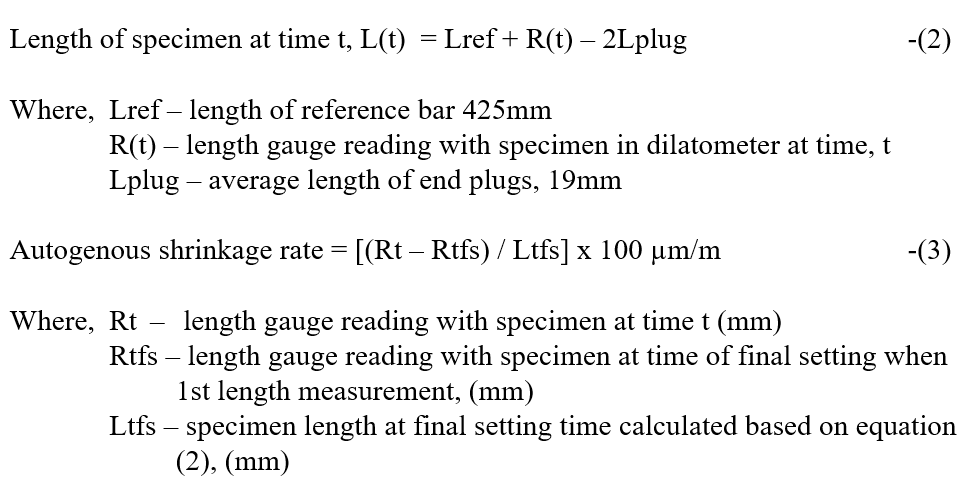 Length of specimen at time t, L(t) = Lref + R(t) – 2Lplug -(2)
Where, Lref – length of reference bar 425mm
R(t) – length gauge reading with specimen in dilatometer at time, t
Lplug – average length of end plugs, 19mm
Autogenous shrinkage rate = [(Rt – Rtfs) / Ltfs] x 100 µm/m -(3)
Where, Rt – length gauge reading with specimen at time t (mm)
Rtfs – length gauge reading with specimen at time of final setting when
1st length measurement, (mm)
Ltfs – specimen length at final setting time calculated based on equation
(2), (mm)